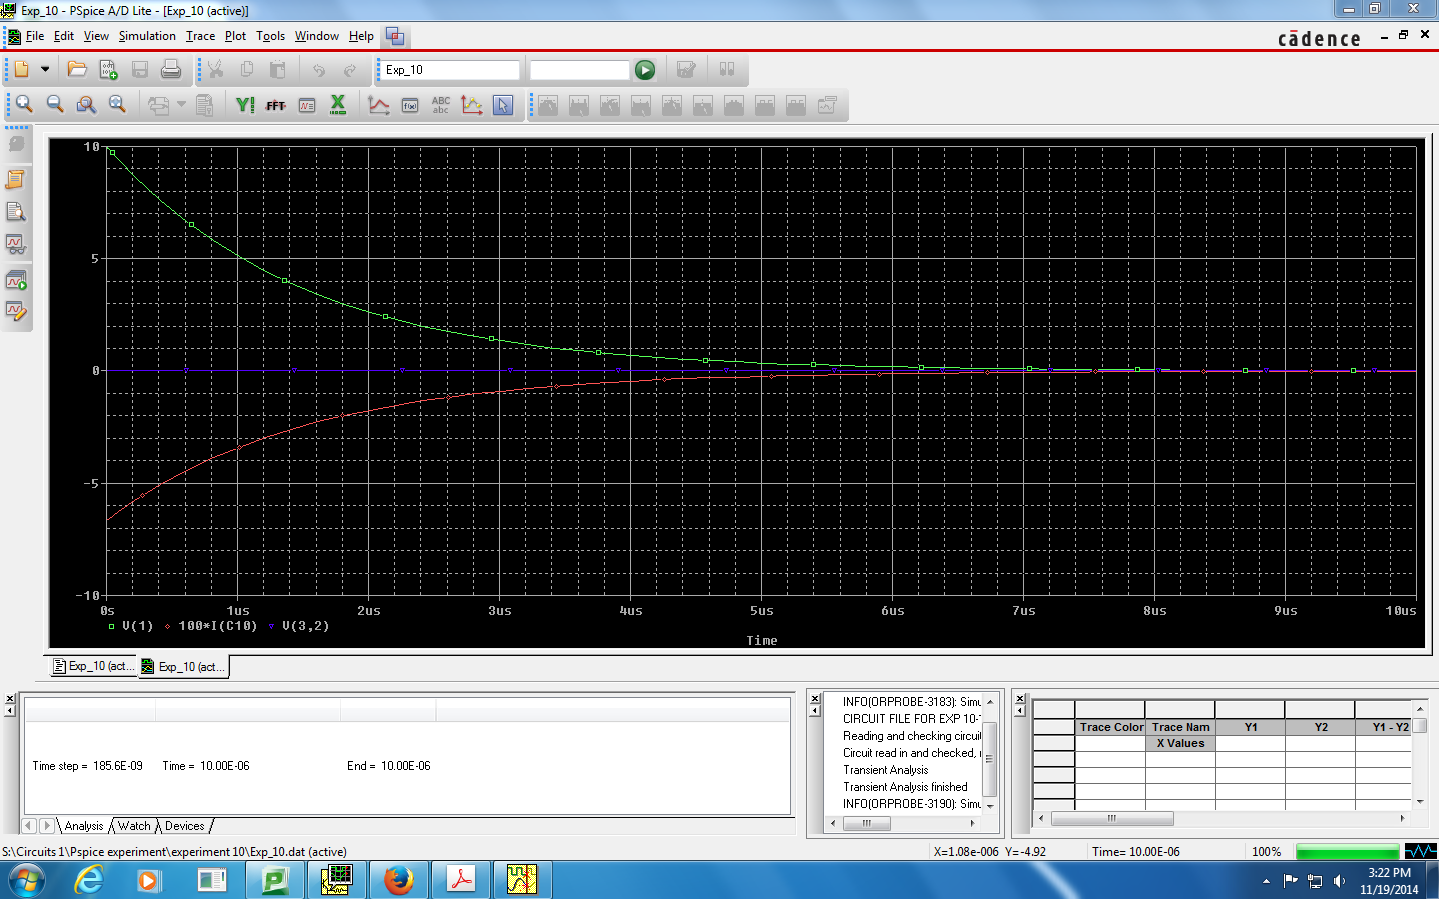 Exp_10 - PSpice A/D Lite - [Exp_10 (active)]
File Edit View Simulation Trace Plot Tools Window Help
cādence
Exp_10
Y! FFT
f(x) ABC
abc
10
5
0
-5
-10
0s 1us 2us 3us 4us 5us 6us 7us 8us 9us 10us
V(1) 100*I(C10) V(3,2)
Time
Exp_10 (act... Exp_10 (act...
INFO(ORPROBE-3183): Simu
CIRCUIT FILE FOR EXP 10-
Reading and checking circuit
Circuit read in and checked,
Transient Analysis
Transient Analysis finished
INFO(ORPROBE-3190): Simu
Trace Color Trace Nam Y1 Y2 Y1 - Y2
X Values
Time step = 185.6E-09 Time = 10.00E-06 End = 10.00E-06
Analysis Watch Devices
S:\Circuits 1\Pspice experiment\experiment 10\Exp_10.dat (active) X=1.08e-006 Y=-4.92 Time= 10.00E-06 100%
3:22 PM
11/19/2014